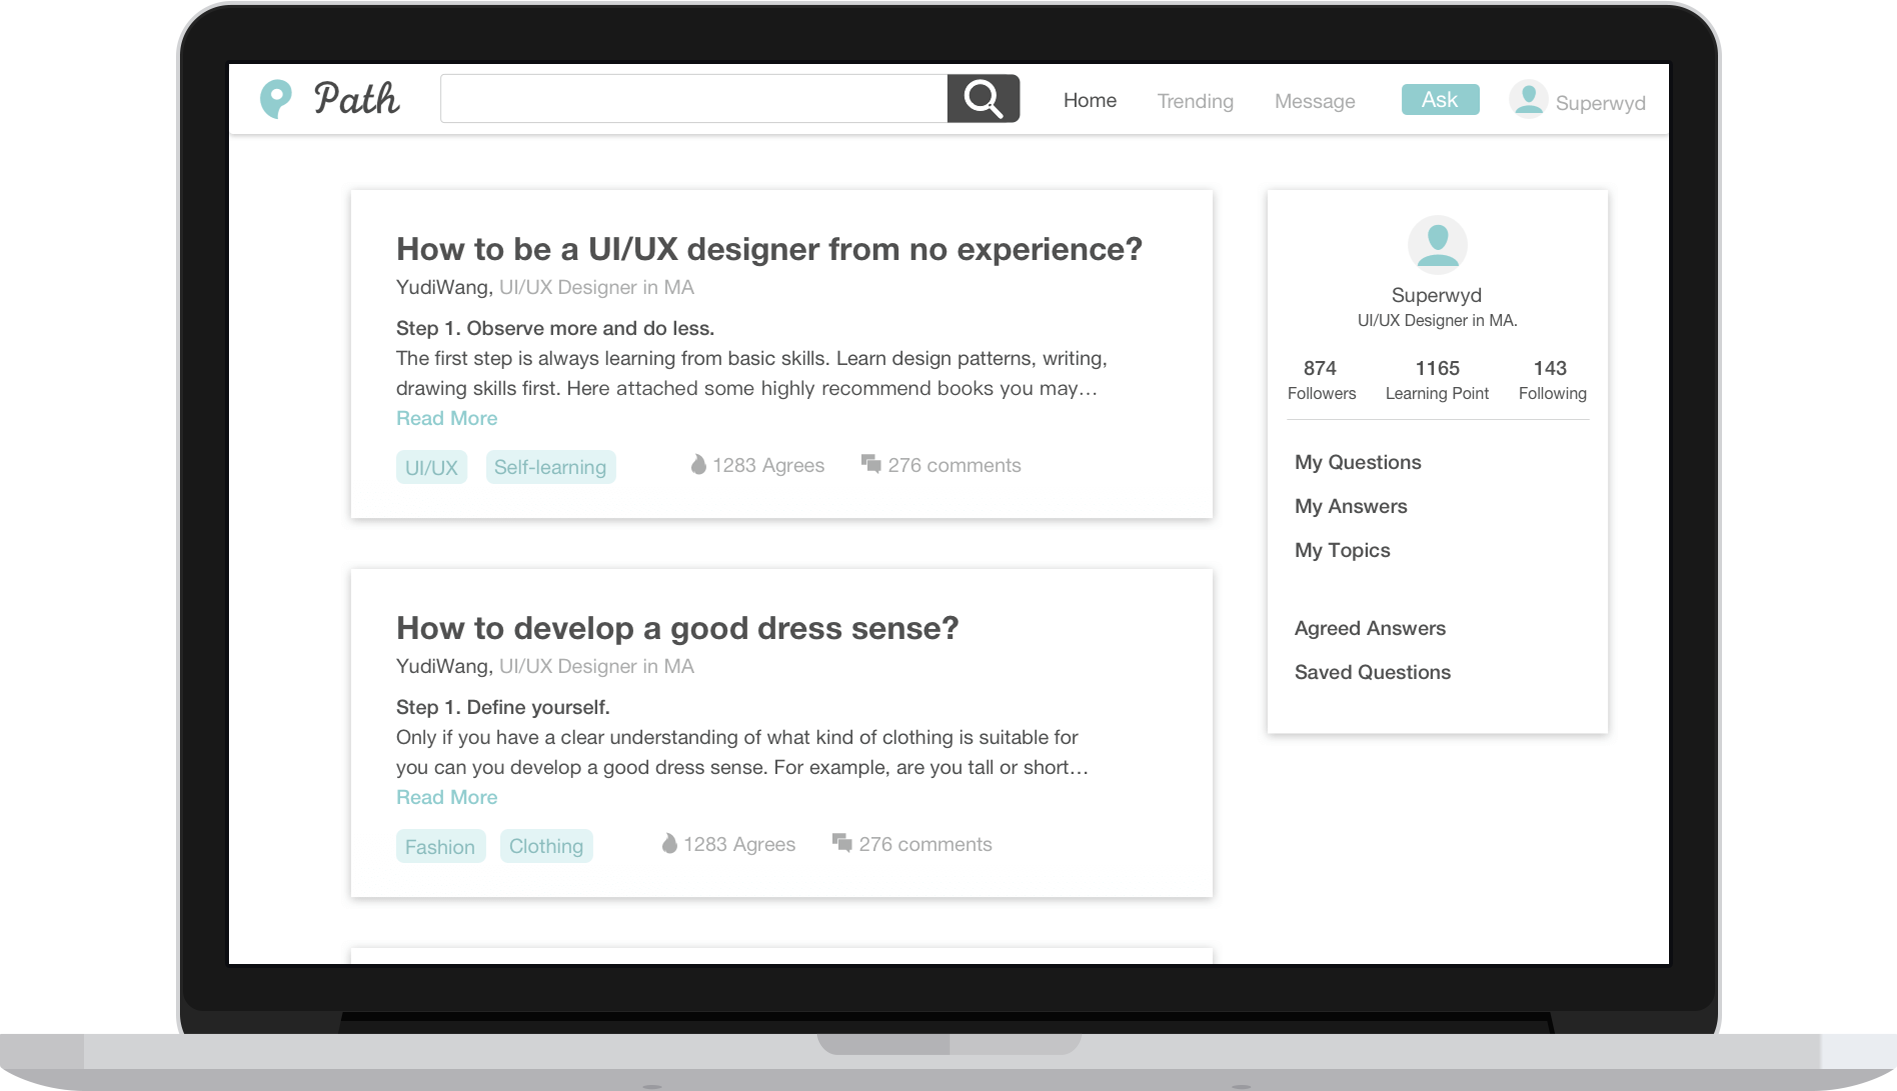 Path
Home
Trending
Message
Ask
Superwyd
How to be a UI/UX designer from no experience?
YudiWang, UI/UX Designer in MA
Step 1. Observe more and do less.
The first step is always learning from basic skills. Learn design patterns, writing,
drawing skills first. Here attached some highly recommend books you may…
Read More
UI/UX
Self-learning
1283 Agrees
276 comments
How to develop a good dress sense?
YudiWang, UI/UX Designer in MA
Step 1. Define yourself.
Only if you have a clear understanding of what kind of clothing is suitable for
you can you develop a good dress sense. For example, are you tall or short…
Read More
Fashion
Clothing
1283 Agrees
276 comments
Superwyd
UI/UX Designer in MA.
874
Followers
1165
Learning Point
143
Following
My Questions
My Answers
My Topics
Agreed Answers
Saved Questions